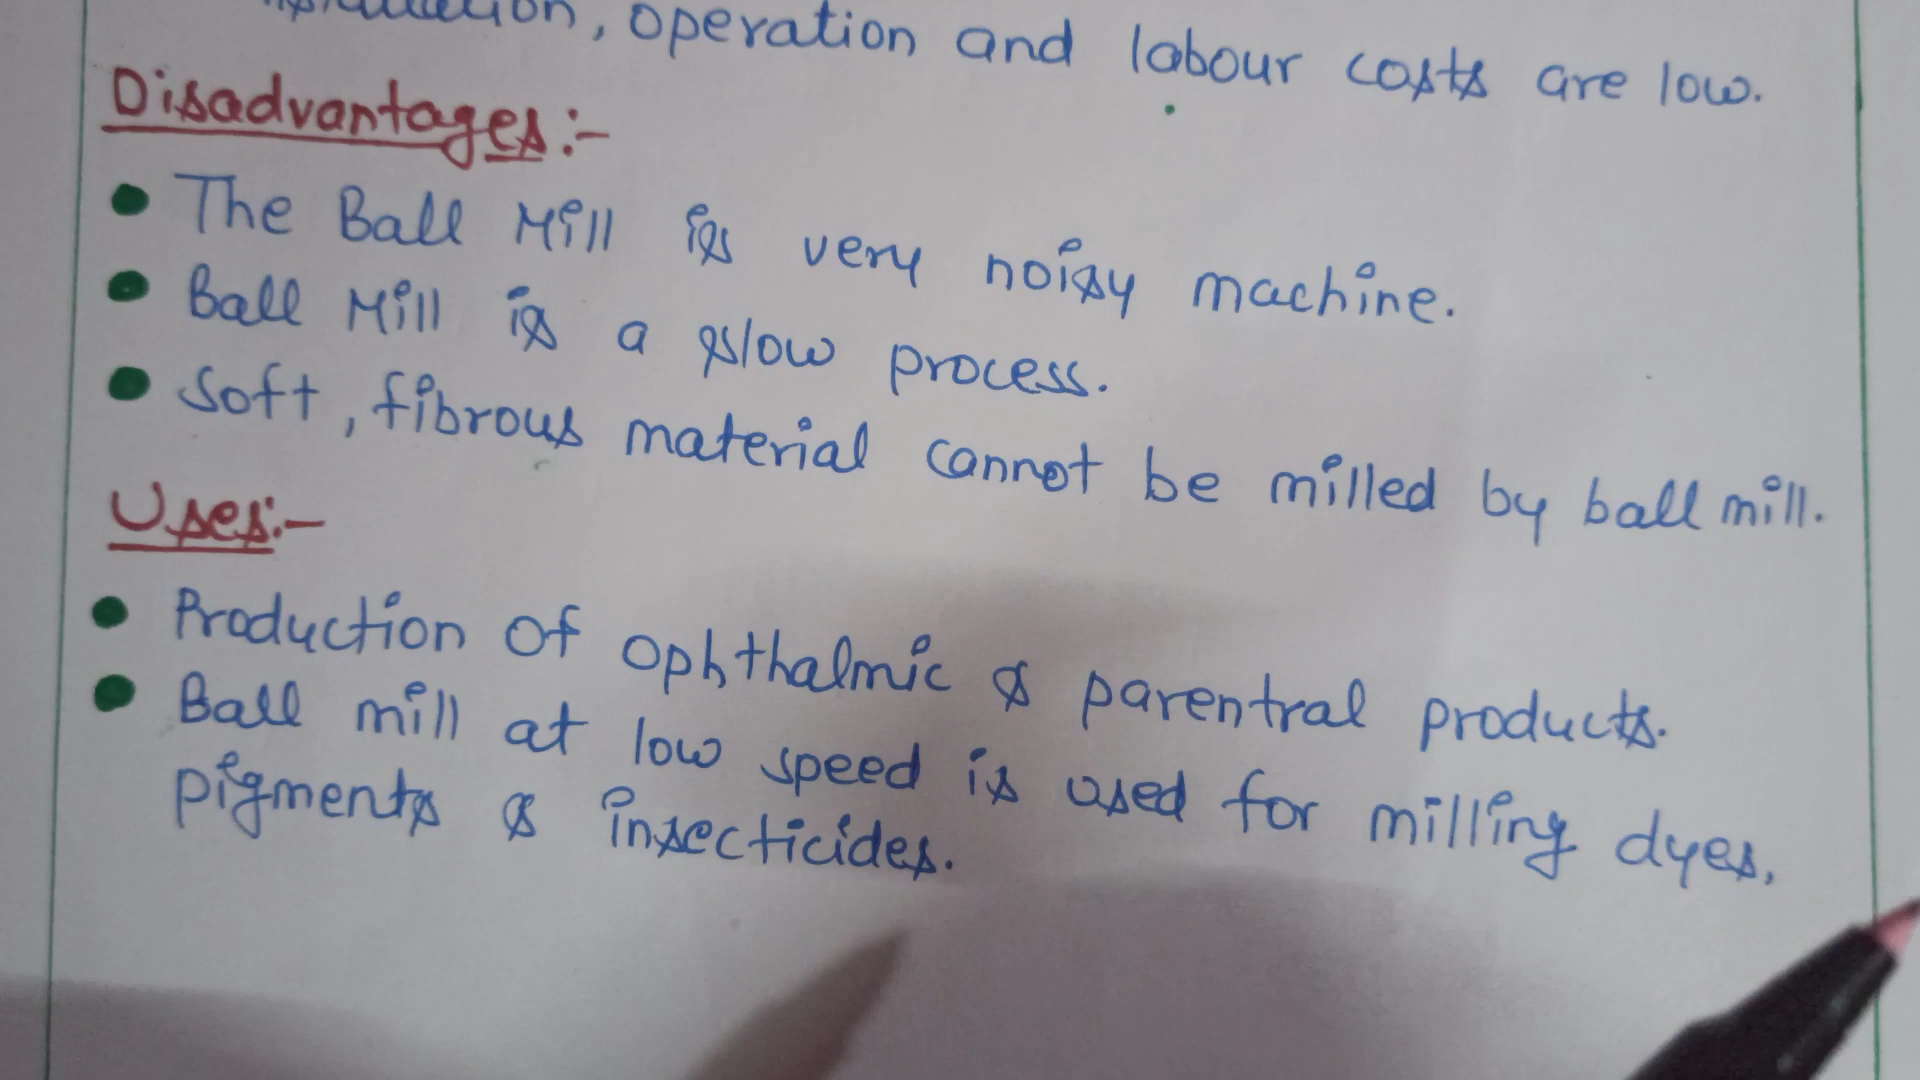 , operation and labour costs are low.
Disadvantages:-
• The Ball Mill is very noisy machine.
• Ball Mill is a slow process.
• Soft, fibrous material cannot be milled by ball mill.
Uses:-
• Production of Ophthalmic & parentral products.
• Ball mill at low speed is used for milling dyes,
pigments & insecticides.